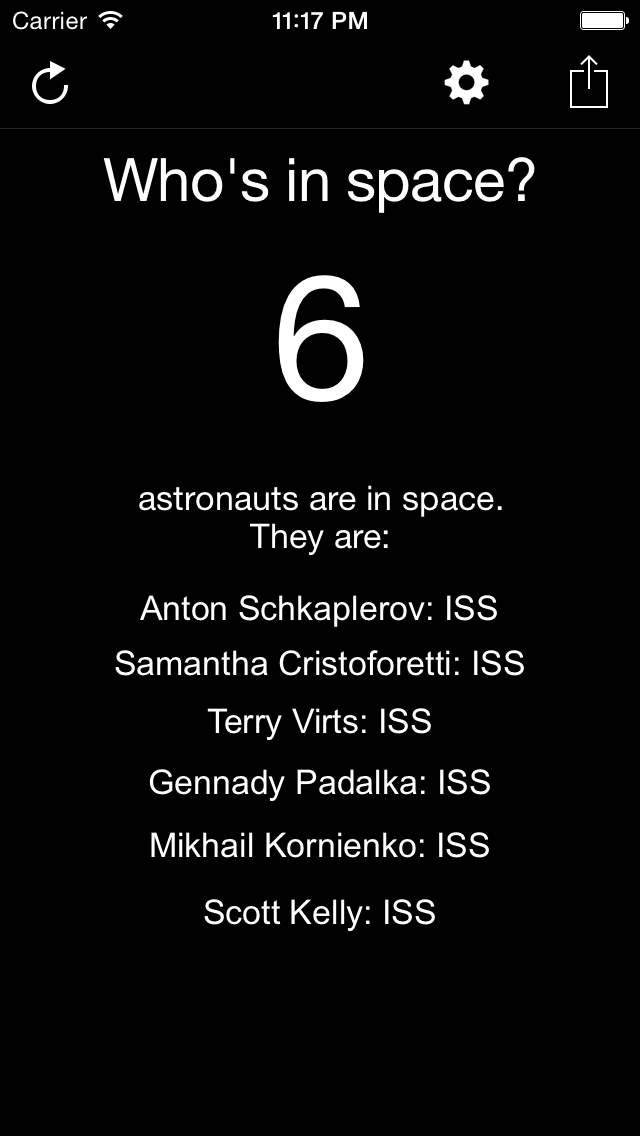 Carrier 11:17 PM
Who's in space?
6
astronauts are in space.
They are:
Anton Schkaplerov: ISS
Samantha Cristoforetti: ISS
Terry Virts: ISS
Gennady Padalka: ISS
Mikhail Kornienko: ISS
Scott Kelly: ISS